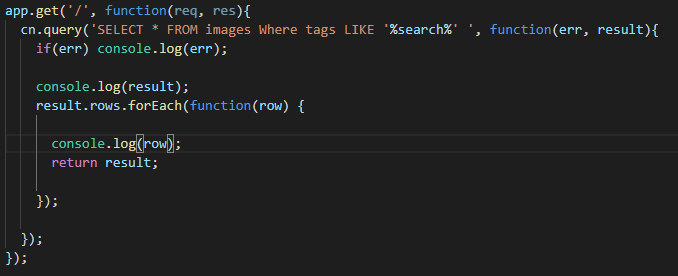 app.get('/', function(req, res){
cn.query('SELECT * FROM images Where tags LIKE '%search%' ', function(err, result){
if(err) console.log(err);
console.log(result);
result.rows.forEach(function(row) {
console.log(row);
return result;
});
});
});